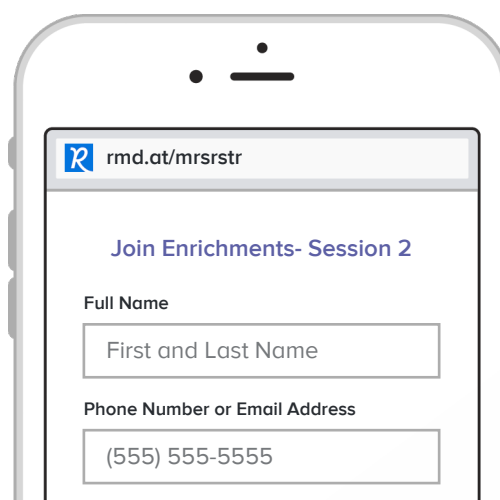 rmd.at/mrsrstr
Join Enrichments- Session 2
Full Name
First and Last Name
Phone Number or Email Address
(555) 555-5555